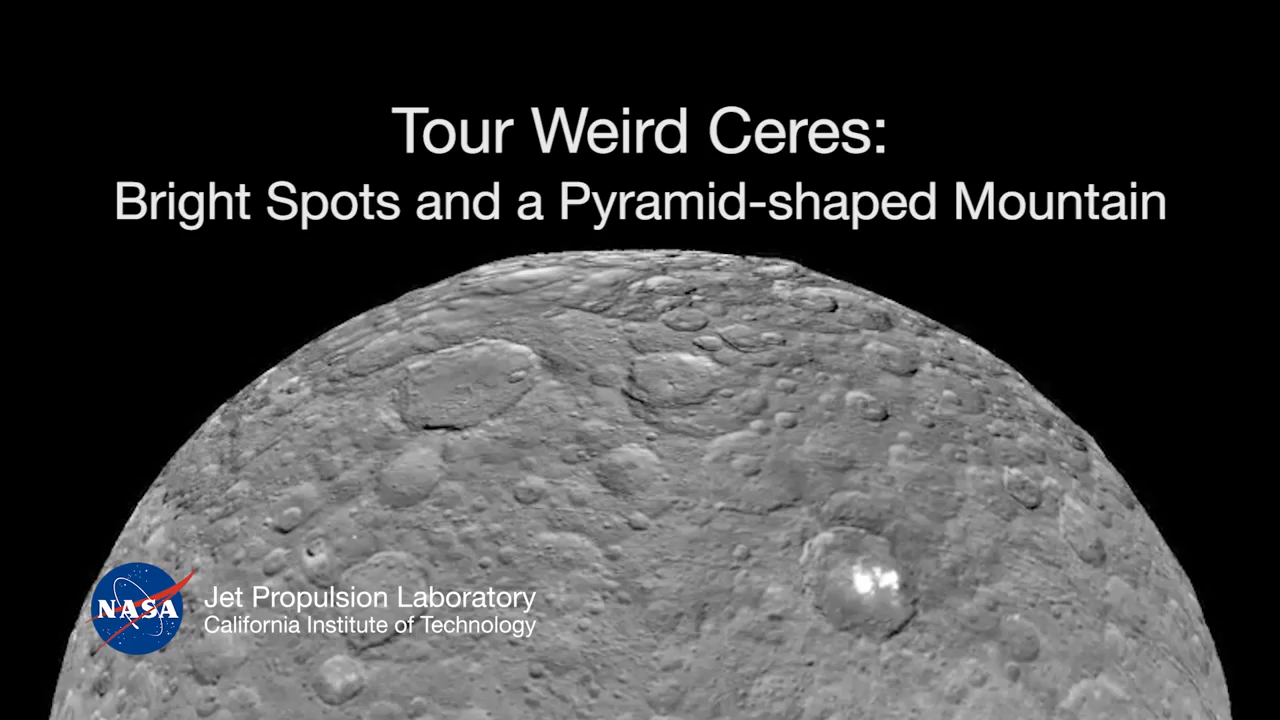 Tour Weird Ceres:
Bright Spots and a Pyramid-shaped Mountain
NASA
Jet Propulsion Laboratory
California Institute of Technology